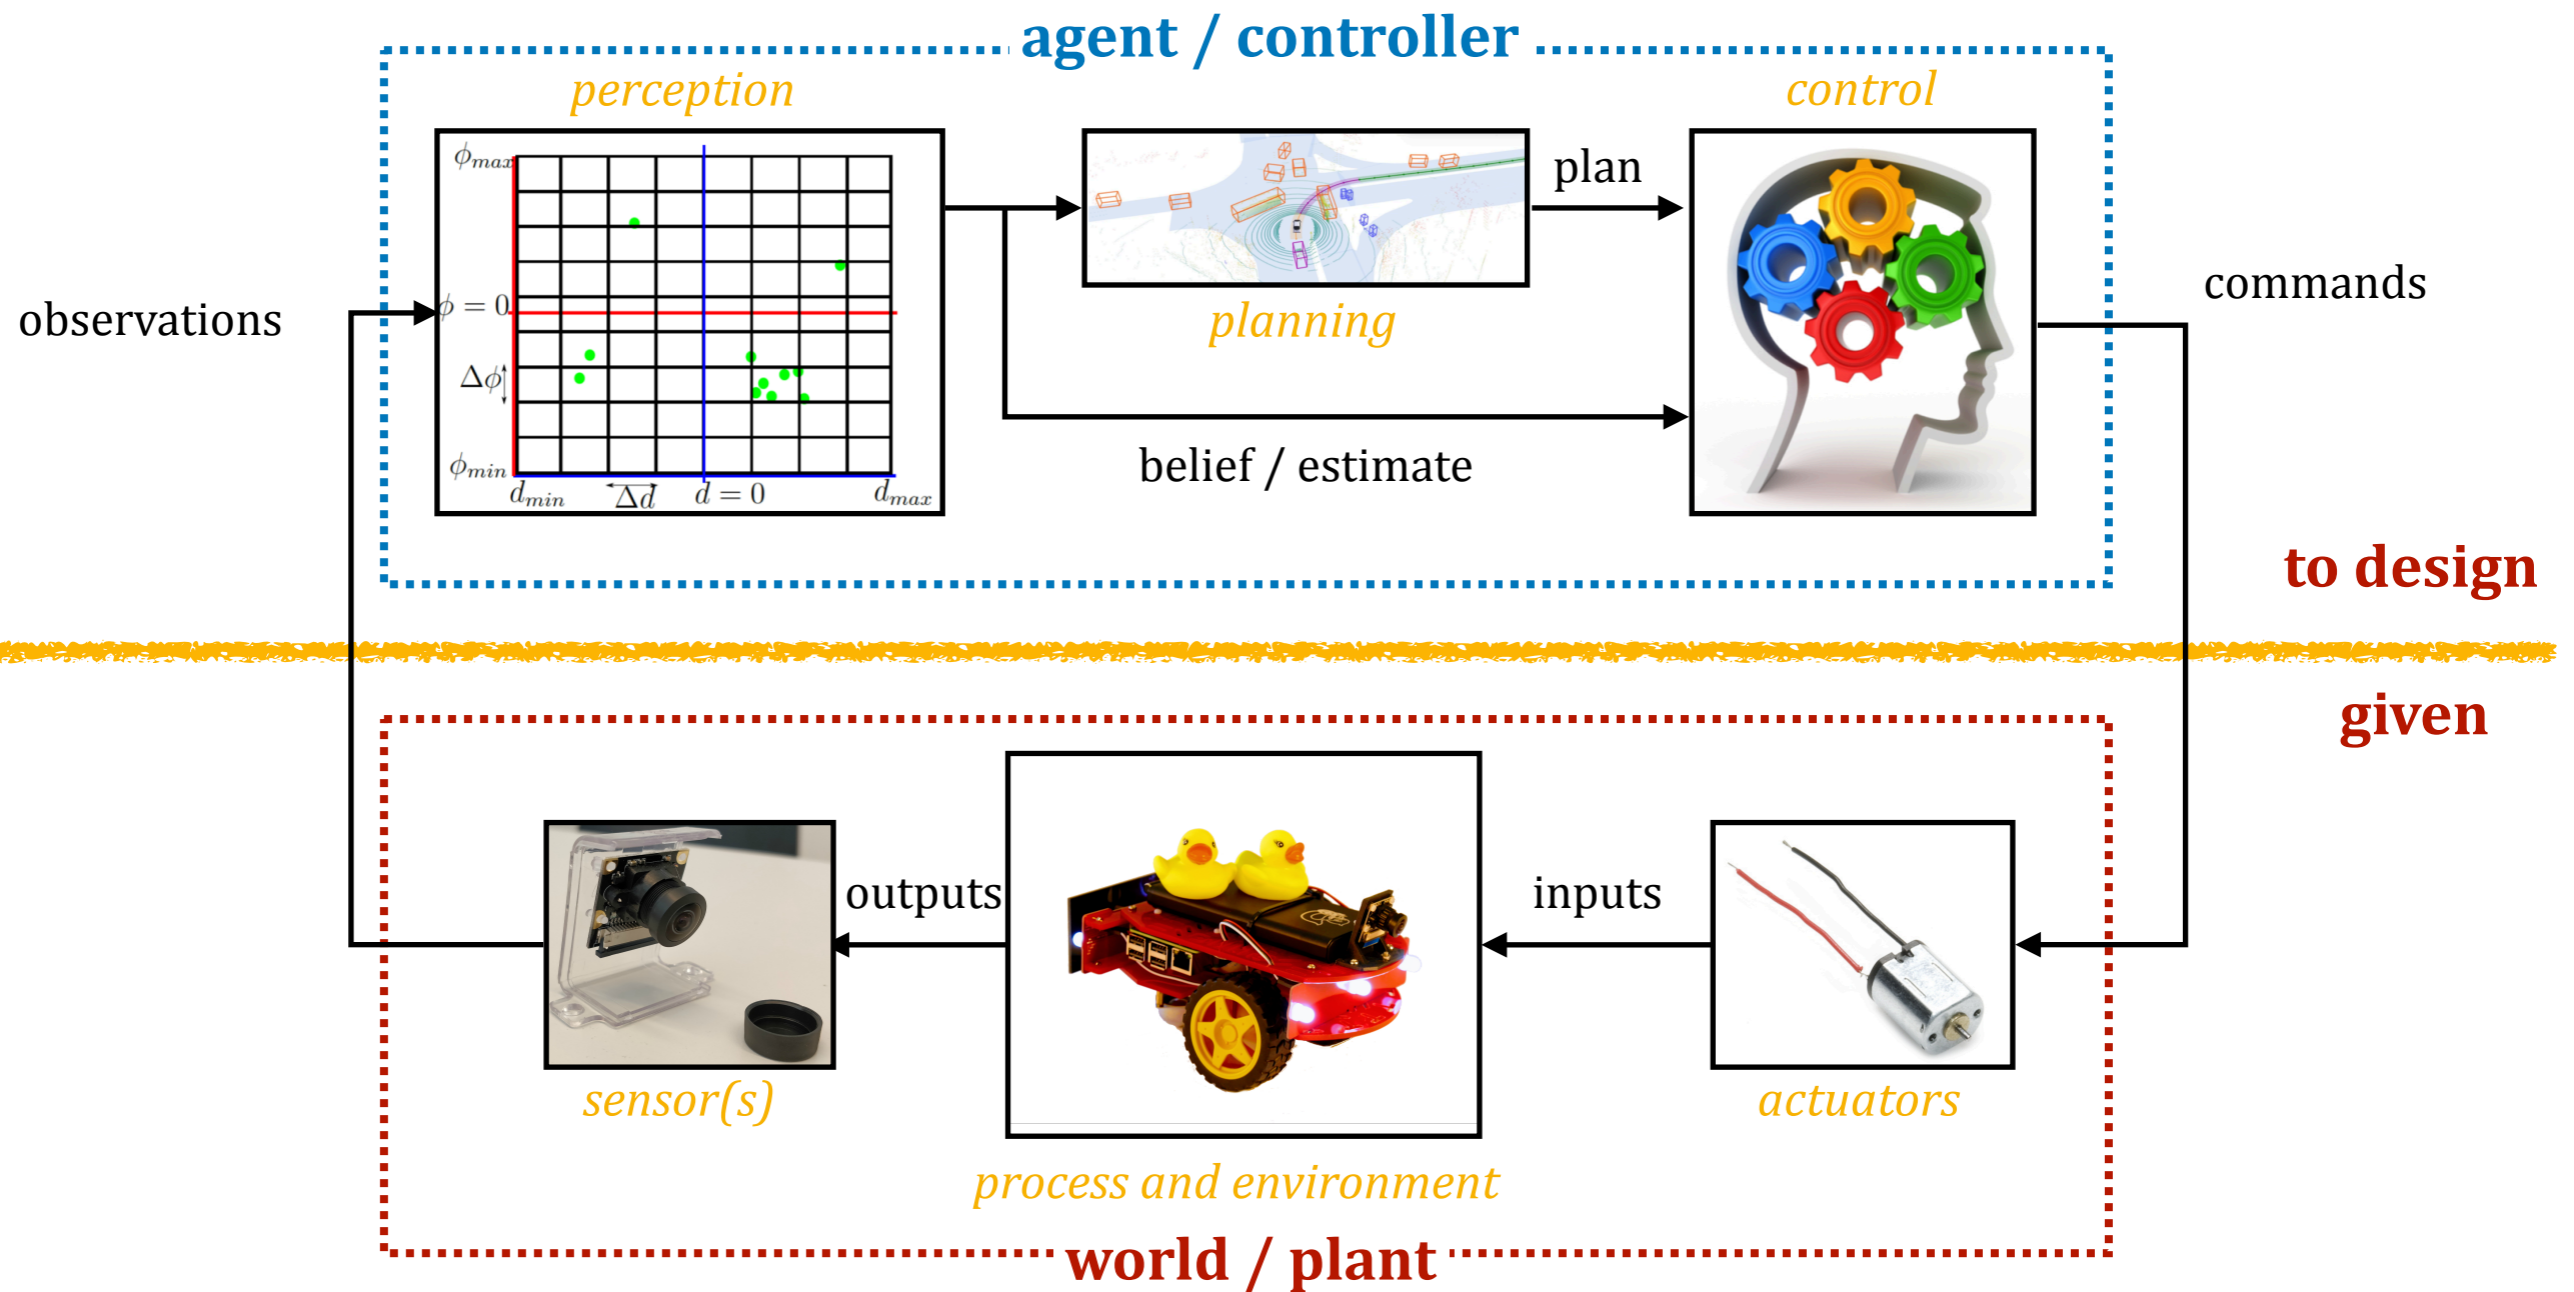 agent / controller
perception
control
ϕmax
ϕ = 0
Δϕ
ϕmin
dmin
Δd
d = 0
dmax
plan
planning
belief / estimate
observations
commands
to design
given
outputs
inputs
sensor(s)
actuators
process and environment
world / plant